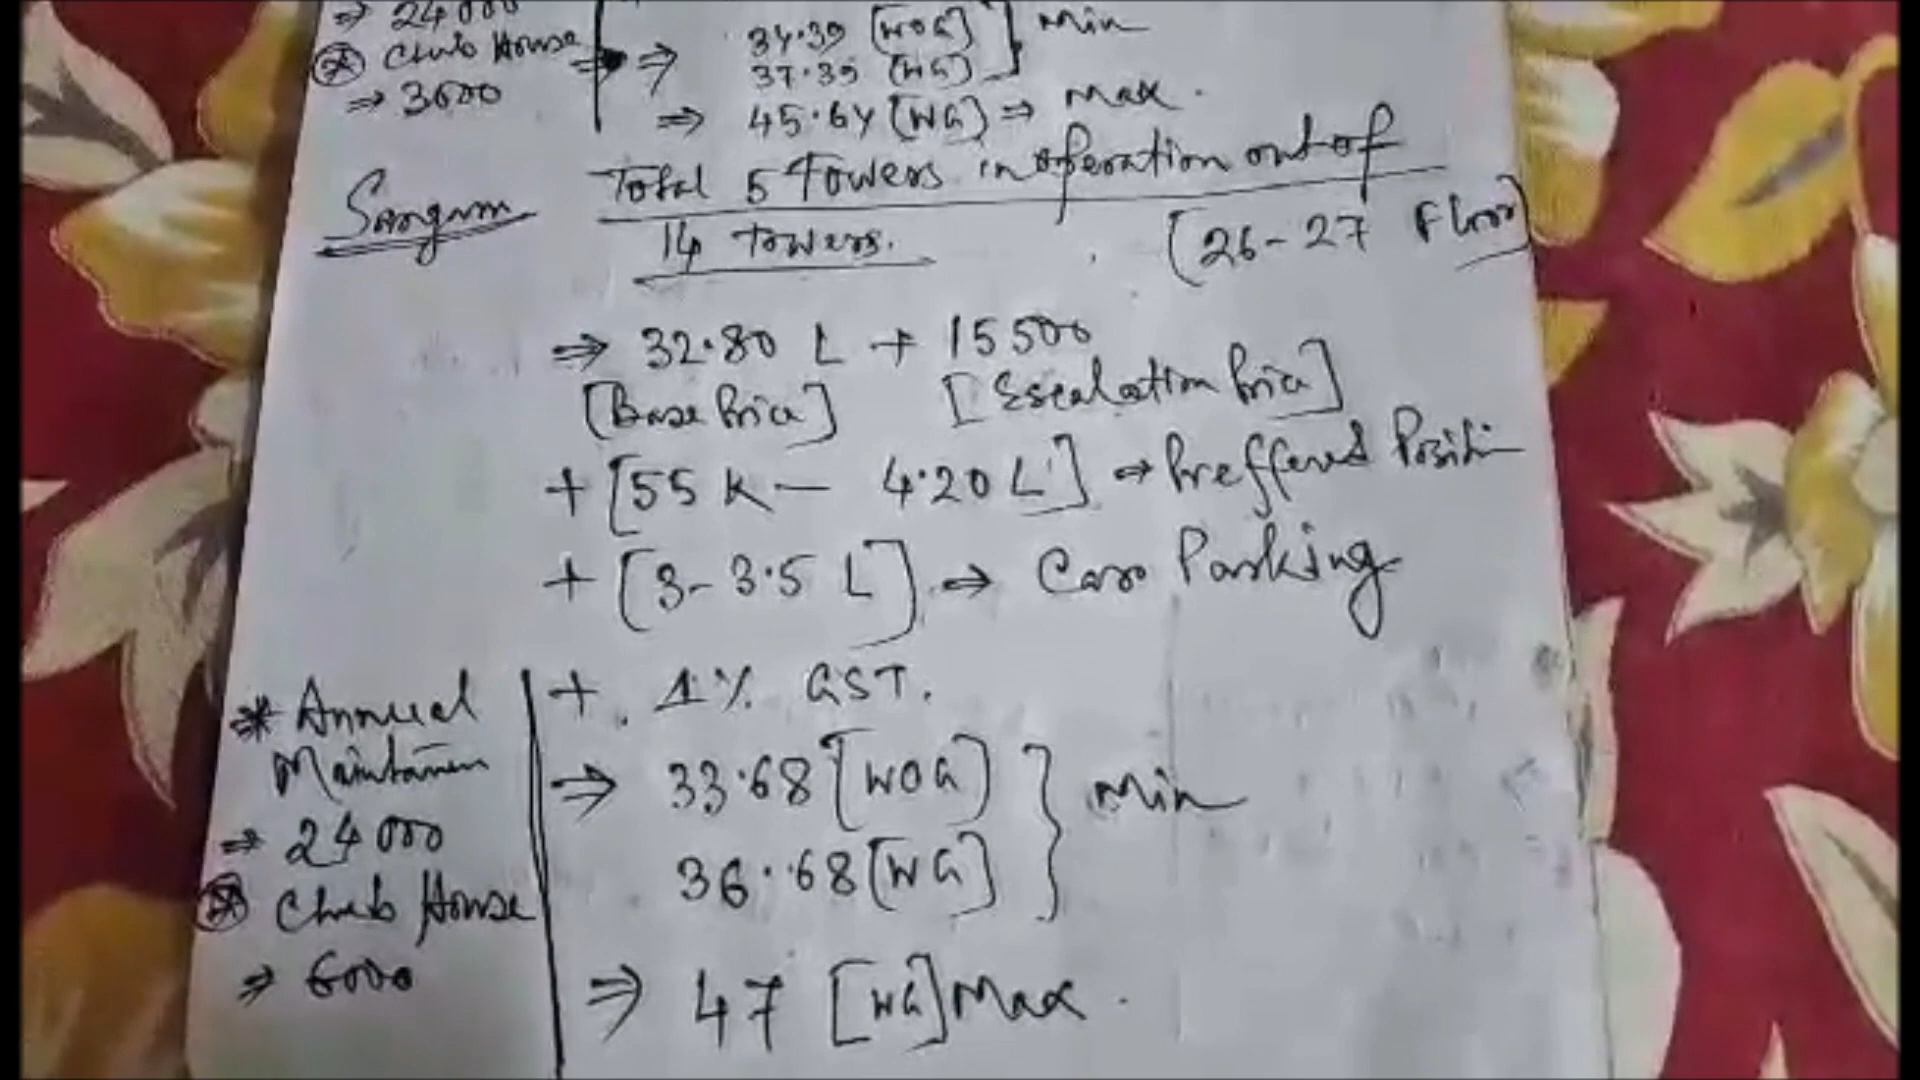 ⇒ 24000
⊛ Club House
⇒ 3600
⇒ 34.39 [WOG] } Min
37.39 [WG]
⇒ 45.64 [WG] ⇒ Max.
Sangam
Total 5 Towers in operation out of
14 Towers.
[26-27 Floor]
⇒ 32.80 L + 15500
[Base Price] [Escalation Price]
+ [55 K - 4.20 L] ⇒ Preffered Positi
+ [3-3.5 L] ⇒ Car Parking
+ 1% GST.
⇒ 33.68 [WOG] } Min
36.68 [WG]
⇒ 47 [WG] Max.
* Annual
Maintanen
⇒ 24000
⊛ Club House
⇒ 6000